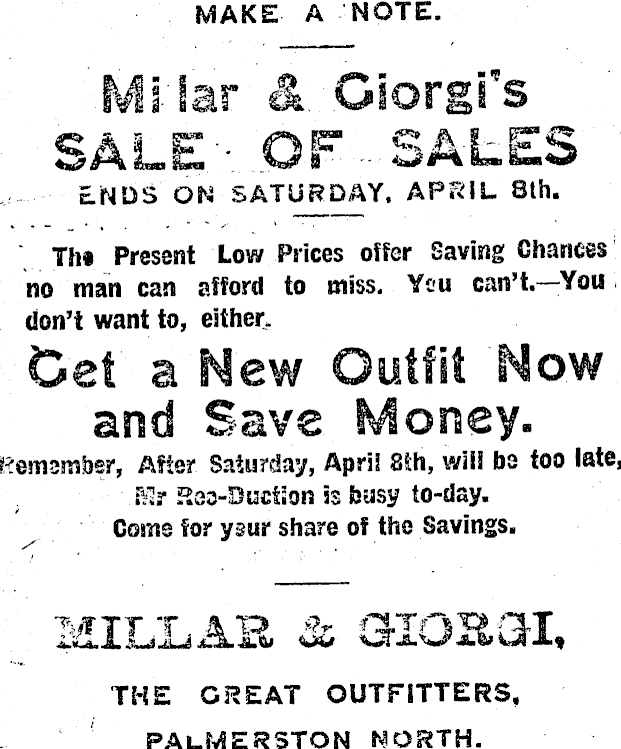 MAKE A NOTE.
Millar & Giorgi's
SALE OF SALES
ENDS ON SATURDAY, APRIL 8th.
The Present Low Prices offer Saving Chances
no man can afford to miss. You can't.—You
don't want to, either.
Get a New Outfit Now
and Save Money.
Remember, After Saturday, April 8th, will be too late,
Mr Ree-Duction is busy to-day.
Come for your share of the Savings.
MILLAR & GIORGI,
THE GREAT OUTFITTERS,
PALMERSTON NORTH.